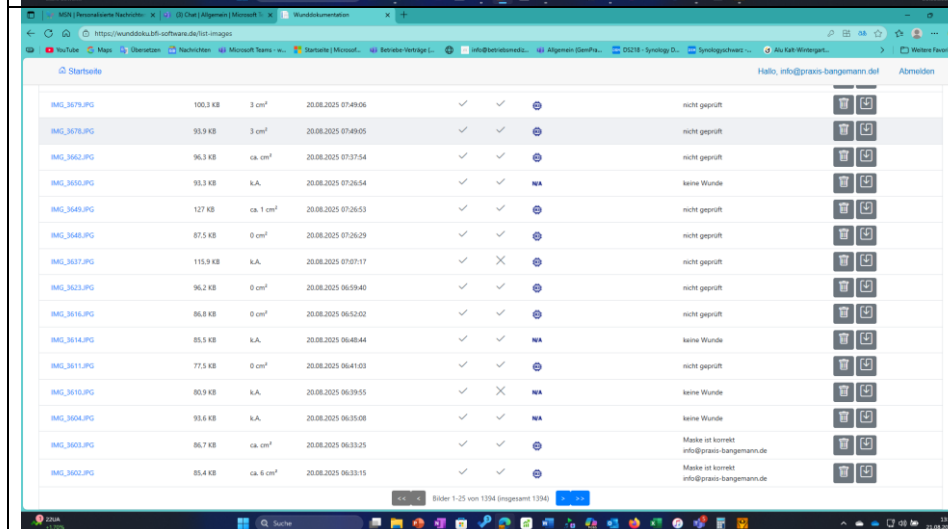 MSN | Personalisierte Nachrichten
(3) Chat | Allgemein | Microsoft
Wunddokumentation
https://wunddoku.bfi-software.de/list-images
YouTube Maps Übersetzen Nachrichten Microsoft Teams - w... Startseite | Microsof... Betriebe-Verträge (... info@betriebsmediz... Allgemein (GemPra... DS218 - Synology D... Synologyschwarz -... Alu Kalt-Wintergart... Weitere Favor
Startseite Hallo, info@praxis-bangemann.de! Abmelden
IMG_3679.JPG 100,3 KB 3 cm² 20.08.2025 07:49:06 nicht geprüft
IMG_3678.JPG 93.9 KB 3 cm² 20.08.2025 07:49:05 nicht geprüft
IMG_3662.JPG 96,3 KB ca. cm² 20.08.2025 07:37:54 nicht geprüft
IMG_3650.JPG 93.3 KB k.A. 20.08.2025 07:26:54 N/A keine Wunde
IMG_3649.JPG 127 KB ca. 1 cm² 20.08.2025 07:26:53 nicht geprüft
IMG_3648.JPG 87.5 KB 0 cm² 20.08.2025 07:26:29 nicht geprüft
IMG_3637.JPG 115,9 KB k.A. 20.08.2025 07:07:17 nicht geprüft
IMG_3623.JPG 96,2 KB 0 cm² 20.08.2025 06:59:40 nicht geprüft
IMG_3616.JPG 86,8 KB 0 cm² 20.08.2025 06:52:02 nicht geprüft
IMG_3614.JPG 85,5 KB k.A. 20.08.2025 06:48:44 N/A keine Wunde
IMG_3611.JPG 77,5 KB 0 cm² 20.08.2025 06:41:03 nicht geprüft
IMG_3610.JPG 80,9 KB k.A. 20.08.2025 06:39:55 N/A keine Wunde
IMG_3604.JPG 93,6 KB k.A. 20.08.2025 06:35:08 N/A keine Wunde
IMG_3603.JPG 86,7 KB ca. cm² 20.08.2025 06:33:25 Maske ist korrekt
info@praxis-bangemann.de
IMG_3602.JPG 85,4 KB ca. 6 cm² 20.08.2025 06:33:15 Maske ist korrekt
info@praxis-bangemann.de
<< < Bilder 1-25 von 1394 (insgesamt 1394) > >>
Suche